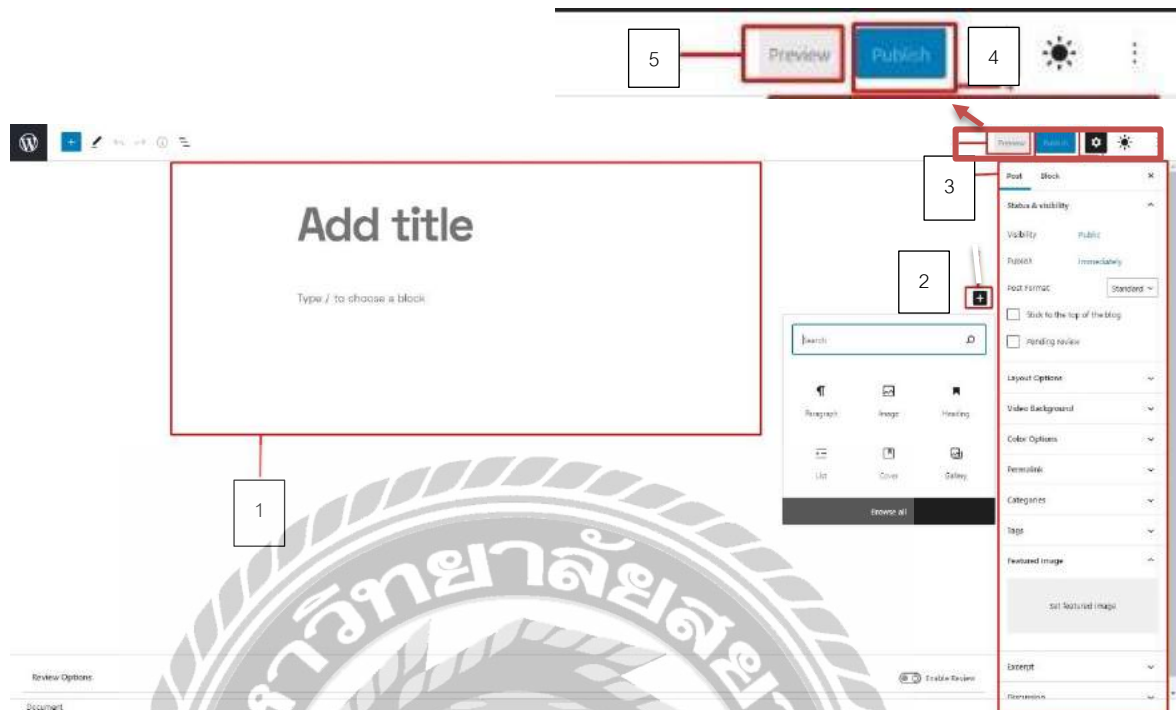 5
Preview
Publish
4
Preview
Publish
3
Post Block
Status & visibility
Visibility Public
Publish Immediately
Post Format Standard
Stick to the top of the blog
Pending review
Add title
Type / to choose a block
2
Search
Paragraph Image Heading
List Cover Gallery
Browse all
1
Layout Options
Video Background
Color Options
Permalink
Categories
Tags
Featured Image
Set featured image
Excerpt
Discussion
Review Options
Enable Review
Document